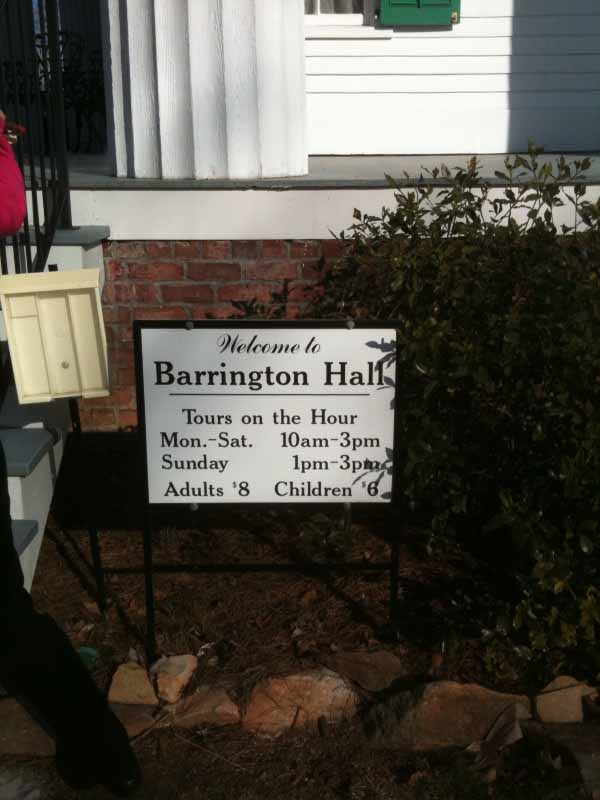 Welcome to
Barrington Hall
Tours on the Hour
Mon.-Sat. 10am-3pm
Sunday 1pm-3pm
Adults $8 Children $6